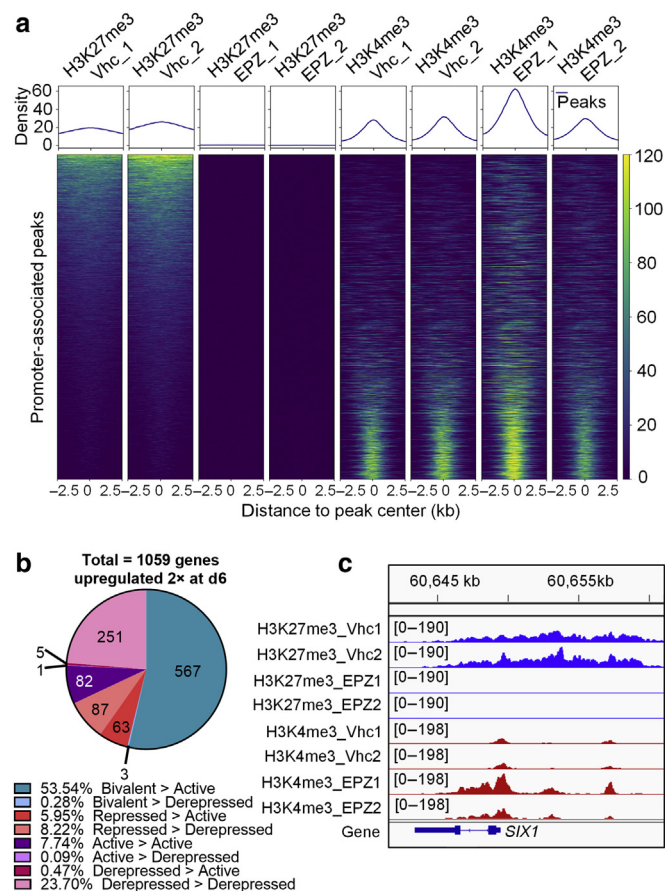 a
H3K27me3 Vhc_1
H3K27me3 Vhc_2
H3K27me3 EPZ_1
H3K27me3 EPZ_2
H3K4me3 Vhc_1
H3K4me3 Vhc_2
H3K4me3 EPZ_1
H3K4me3 EPZ_2
Density
60
40
20
0
Peaks
Promoter-associated peaks
120
100
80
60
40
20
0
−2.5 0 2.5 −2.5 0 2.5 −2.5 0 2.5 −2.5 0 2.5 −2.5 0 2.5 −2.5 0 2.5 −2.5 0 2.5 −2.5 0 2.5
Distance to peak center (kb)
b
Total = 1059 genes
upregulated 2× at d6
251
567
5
1
82
87
63
3
53.54% Bivalent > Active
0.28% Bivalent > Derepressed
5.95% Repressed > Active
8.22% Repressed > Derepressed
7.74% Active > Active
0.09% Active > Derepressed
0.47% Derepressed > Active
23.70% Derepressed > Derepressed
c
60,645 kb 60,655kb
H3K27me3_Vhc1 [0−190]
H3K27me3_Vhc2 [0−190]
H3K27me3_EPZ1 [0−190]
H3K27me3_EPZ2 [0−190]
H3K4me3_Vhc1 [0−198]
H3K4me3_Vhc2 [0−198]
H3K4me3_EPZ1 [0−198]
H3K4me3_EPZ2 [0−198]
Gene SIX1